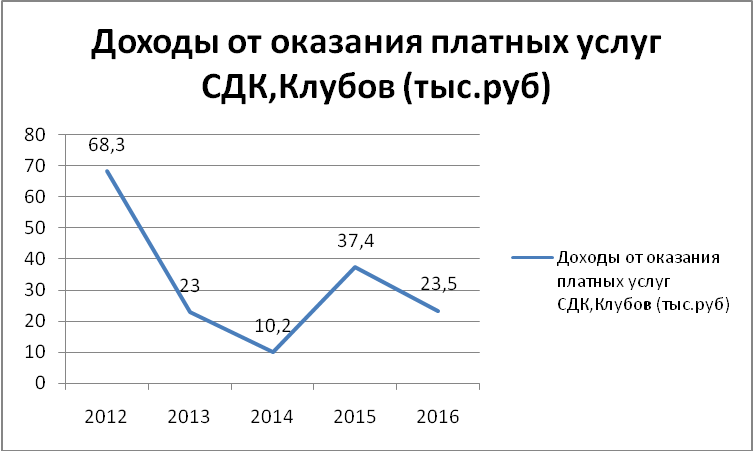 Доходы от оказания платных услуг
СДК,Клубов (тыс.руб)
80
70
60
50
40
30
20
10
0
68,3
23
10,2
37,4
23,5
2012 2013 2014 2015 2016
Доходы от оказания
платных услуг
СДК,Клубов (тыс.руб)